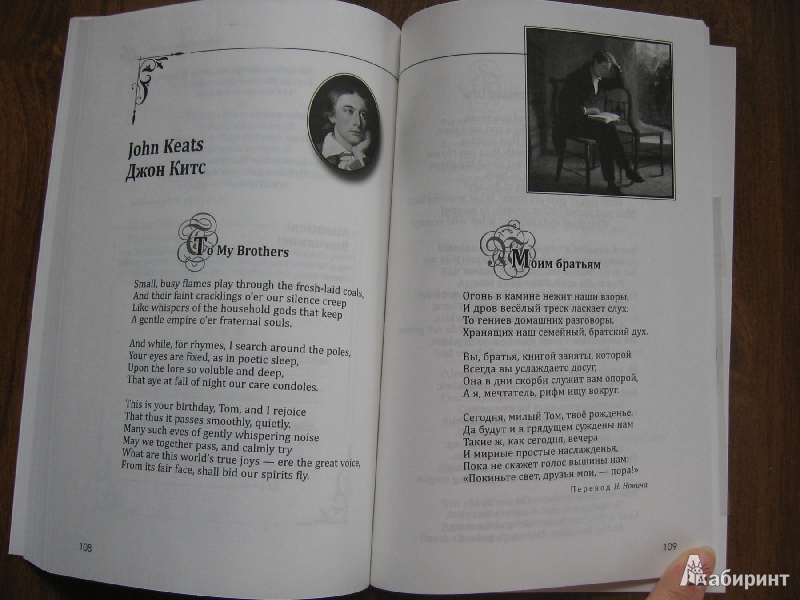 John Keats
Джон Китс
To My Brothers
Small, busy flames play through the fresh-laid coals,
And their faint cracklings o'er our silence creep
Like whispers of the household gods that keep
A gentle empire o'er fraternal souls.
And while, for rhymes, I search around the poles,
Your eyes are fixed, as in poetic sleep,
Upon the lore so voluble and deep,
That aye at fall of night our care condoles.
This is your birthday, Tom, and I rejoice
That thus it passes smoothly, quietly.
Many such eves of gently whispering noise
May we together pass, and calmly try
What are this world's true joys — ere the great voice,
From its fair face, shall bid our spirits fly.
108
Моим братьям
Огонь в камине нежит наши взоры,
И дров весёлый треск ласкает слух:
То гениев домашних разговоры,
Хранящих наш семейный, братский дух.
Вы, братья, книгой заняты, которой
Всегда вы услаждаете досуг,
Она в дни скорби служит вам опорой,
А я, мечтатель, рифм ищу вокруг.
Сегодня, милый Том, твоё рожденье.
Да будут и в грядущем суждены нам
Такие ж, как сегодня, вечера
И мирные простые наслажденья,
Пока не скажет голос вышины нам:
«Покиньте свет, друзья мои, — пора!»
Перевод И. Новича
109
Лабиринт